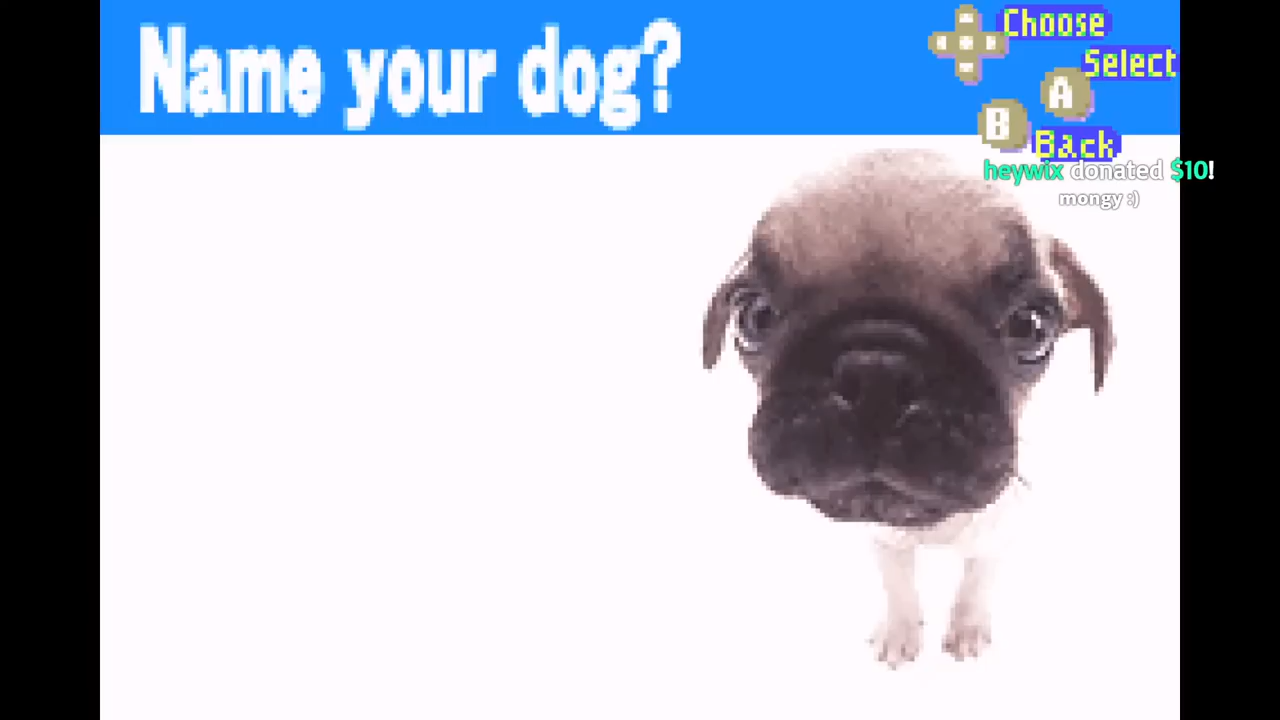 Name your dog?
Choose
Select
A
B
Back
heywix donated $10!
mongy :)